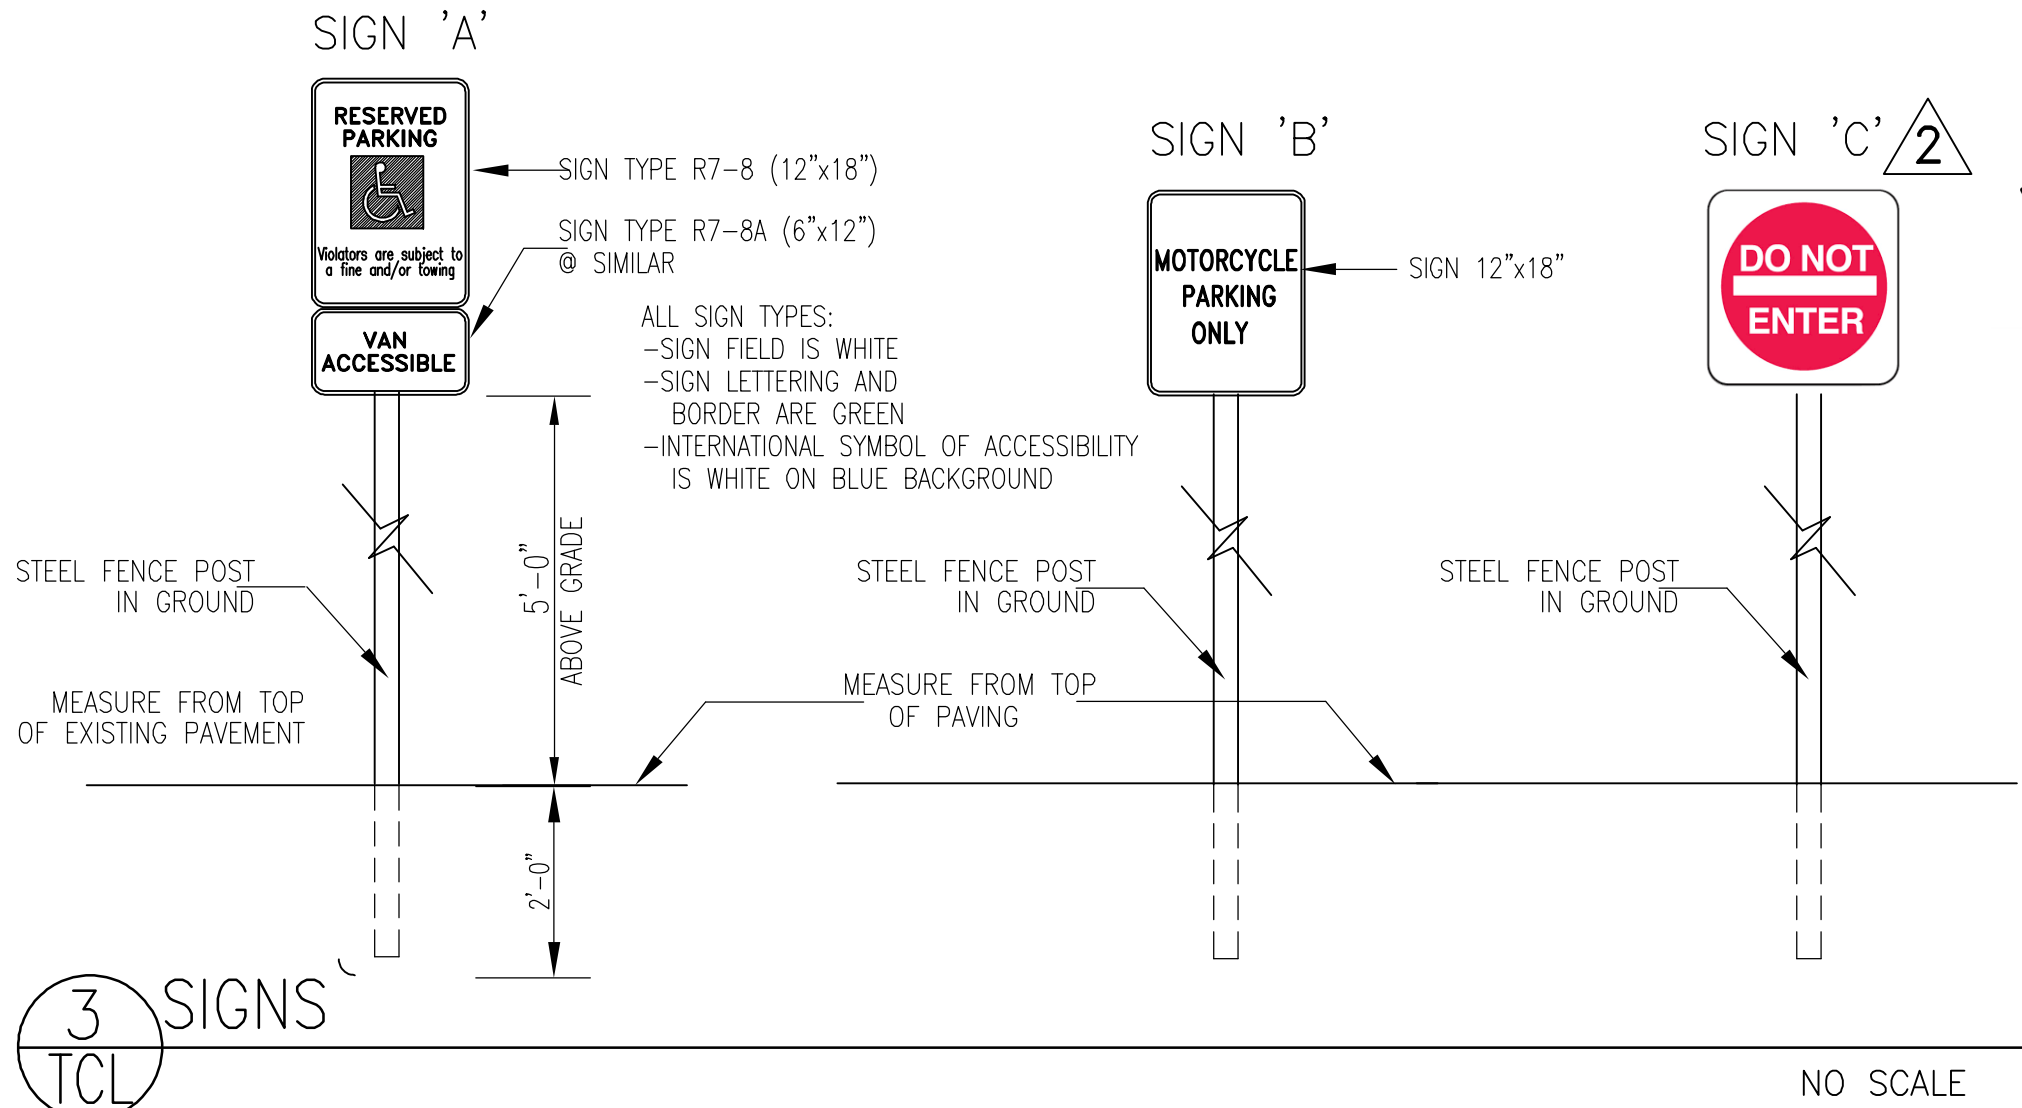 SIGN 'A'
RESERVED
PARKING
Violators are subject to
a fine and/or towing
VAN
ACCESSIBLE
SIGN TYPE R7-8 (12"x18")
SIGN TYPE R7-8A (6"x12")
@ SIMILAR
ALL SIGN TYPES:
-SIGN FIELD IS WHITE
-SIGN LETTERING AND
BORDER ARE GREEN
-INTERNATIONAL SYMBOL OF ACCESSIBILITY
IS WHITE ON BLUE BACKGROUND
STEEL FENCE POST
IN GROUND
MEASURE FROM TOP
OF EXISTING PAVEMENT
5'-0"
ABOVE GRADE
2'-0"
SIGN 'B'
MOTORCYCLE
PARKING
ONLY
SIGN 12"x18"
STEEL FENCE POST
IN GROUND
MEASURE FROM TOP
OF PAVING
SIGN 'C'
2
DO NOT
ENTER
STEEL FENCE POST
IN GROUND
3
TCL
SIGNS
NO SCALE